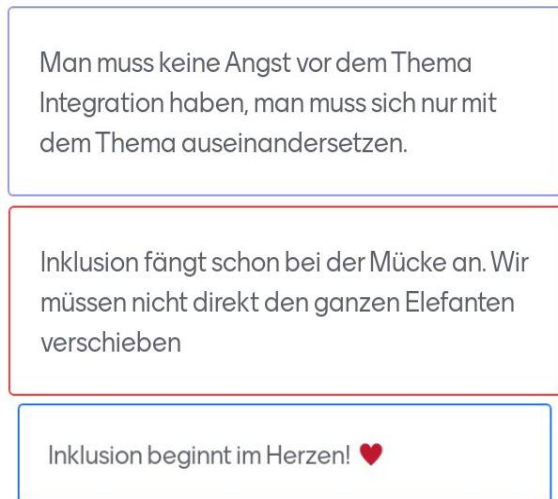 Man muss keine Angst vor dem Thema
Integration haben, man muss sich nur mit
dem Thema auseinandersetzen.
Inklusion fängt schon bei der Mücke an. Wir
müssen nicht direkt den ganzen Elefanten
verschieben
Inklusion beginnt im Herzen! ♥